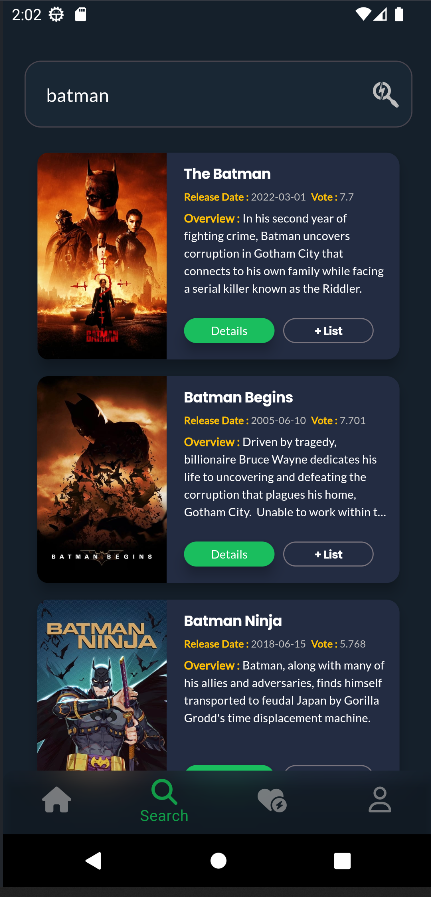 2:02
batman
The Batman
Release Date : 2022-03-01 Vote : 7.7
Overview : In his second year of
fighting crime, Batman uncovers
corruption in Gotham City that
connects to his own family while facing
a serial killer known as the Riddler.
Details
+ List
BATMAN
Batman Begins
Release Date : 2005-06-10 Vote : 7.701
Overview : Driven by tragedy,
billionaire Bruce Wayne dedicates his
life to uncovering and defeating the
corruption that plagues his home,
Gotham City. Unable to work within t...
Details
+ List
BATMAN BEGINS
Batman Ninja
Release Date : 2018-06-15 Vote : 5.768
Overview : Batman, along with many of
his allies and adversaries, finds himself
transported to feudal Japan by Gorilla
Grodd's time displacement machine.
BATMAN
NINJA
Search